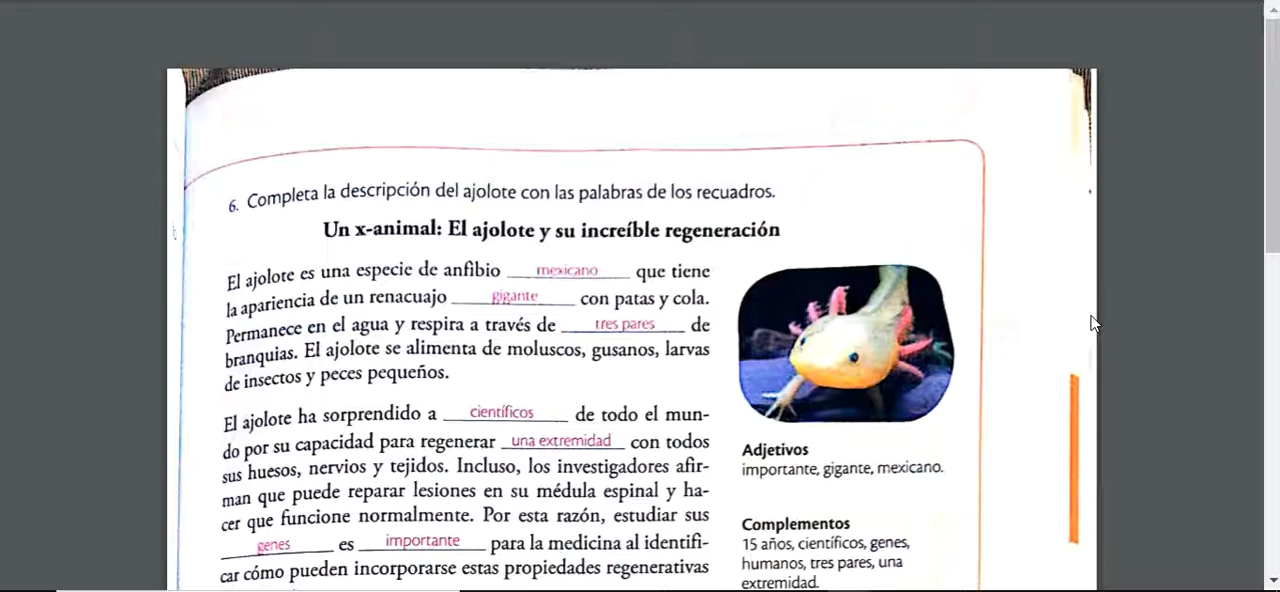 6. Completa la descripción del ajolote con las palabras de los recuadros.
Un x-animal: El ajolote y su increíble regeneración
El ajolote es una especie de anfibio mexicano que tiene
la apariencia de un renacuajo gigante con patas y cola.
Permanece en el agua y respira a través de tres pares de
branquias. El ajolote se alimenta de moluscos, gusanos, larvas
de insectos y peces pequeños.
El ajolote ha sorprendido a científicos de todo el mun-
do por su capacidad para regenerar una extremidad con todos
sus huesos, nervios y tejidos. Incluso, los investigadores afir-
man que puede reparar lesiones en su médula espinal y ha-
cer que funcione normalmente. Por esta razón, estudiar sus
genes es importante para la medicina al identifi-
car cómo pueden incorporarse estas propiedades regenerativas
Adjetivos
importante, gigante, mexicano.
Complementos
15 años, científicos, genes,
humanos, tres pares, una
extremidad.